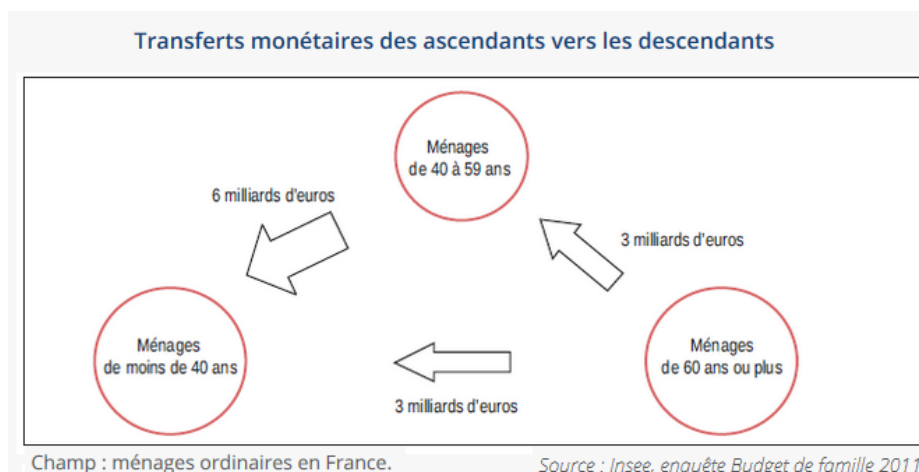 Transferts monétaires des ascendants vers les descendants
Ménages
de 40 à 59 ans
6 milliards d'euros
3 milliards d'euros
Ménages
de moins de 40 ans
Ménages
de 60 ans ou plus
3 milliards d'euros
Champ : ménages ordinaires en France.
Source : Insee, enquête Budget de famille 2011